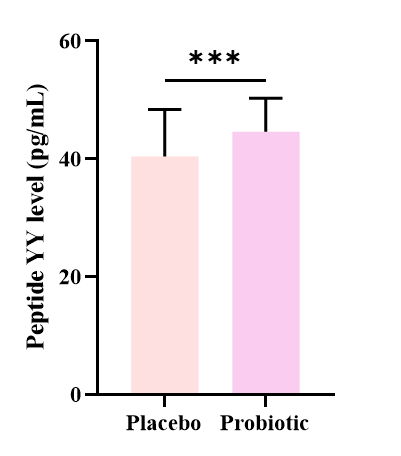 60
***
40
20
0
Peptide YY level (pg/mL)
Placebo Probiotic